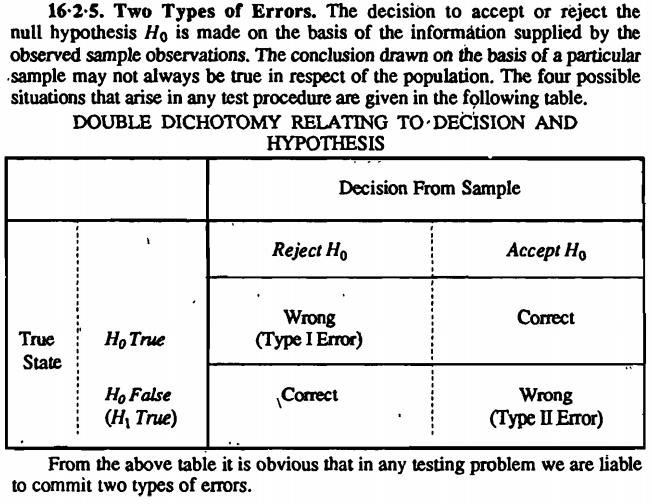 16·2·5. Two Types of Errors. The decision to accept or reject the
null hypothesis H₀ is made on the basis of the information supplied by the
observed sample observations. The conclusion drawn on the basis of a particular
sample may not always be true in respect of the population. The four possible
situations that arise in any test procedure are given in the following table.
DOUBLE DICHOTOMY RELATING TO DECISION AND
HYPOTHESIS
Decision From Sample
Reject H₀ Accept H₀
True State H₀ True Wrong (Type I Error) Correct
H₀ False (H₁ True) Correct Wrong (Type II Error)
From the above table it is obvious that in any testing problem we are liable
to commit two types of errors.